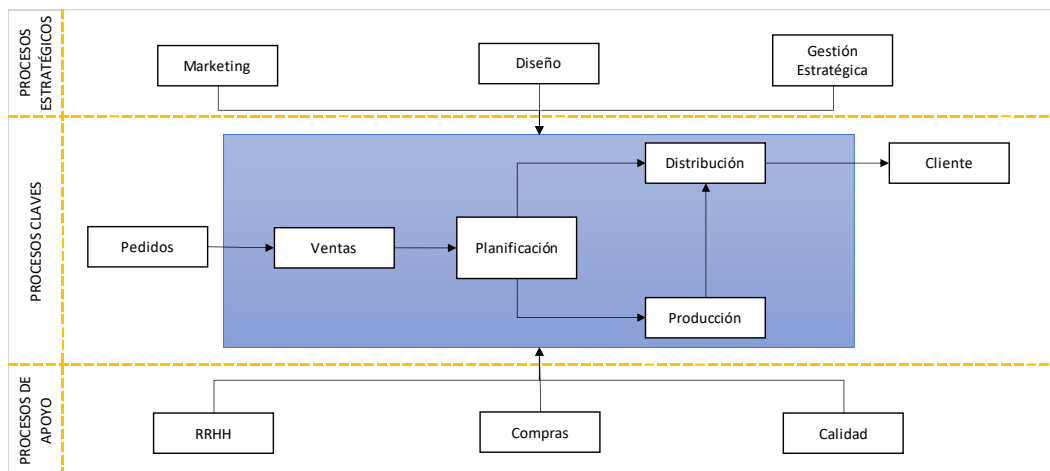 PROCESOS
ESTRATÉGICOS
Marketing
Diseño
Gestión
Estratégica
PROCESOS CLAVES
Distribución
Cliente
Pedidos
Ventas
Planificación
Producción
PROCESOS DE
APOYO
RRHH
Compras
Calidad